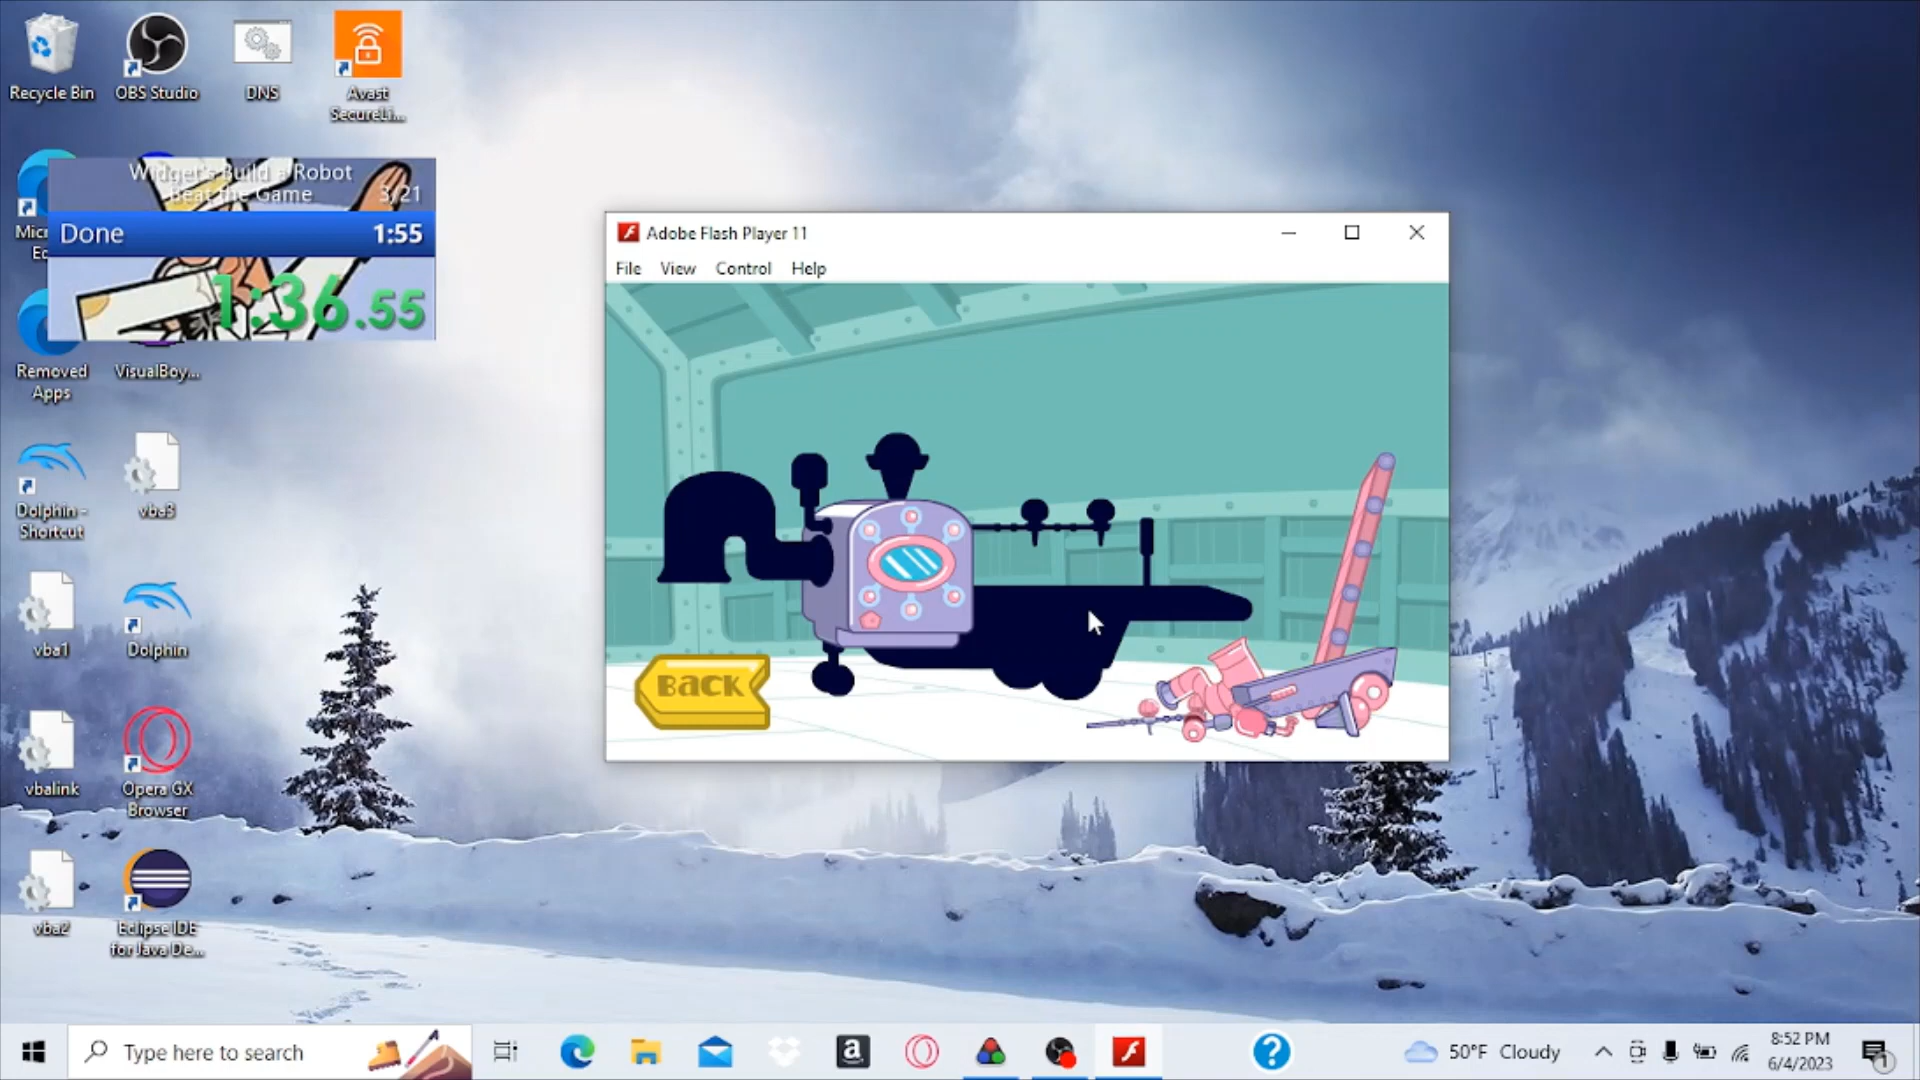 Recycle Bin
OBS Studio
DNS
Avast
SecureLi...
Widget's Build a Robot
Beat the Game 3/21
Done 1:55
1:36.55
Removed
Apps
VisualBoy...
Dolphin -
Shortcut
vba3
vba1
Dolphin
vbalink
Opera GX
Browser
vba2
Eclipse IDE
for Java De...
Adobe Flash Player 11
File View Control Help
BACK
Type here to search
a
?
50°F Cloudy
8:52 PM
6/4/2023
1